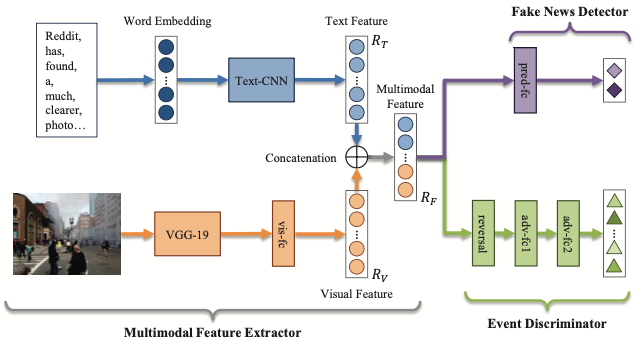 Fake News Detector
Word Embedding
Text Feature
R_T
Reddit,
has,
found,
a,
much,
clearer,
photo…
Text-CNN
pred-fc
Multimodal
Feature
Concatenation
R_F
VGG-19
vis-fc
reversal
adv-fc1
adv-fc2
R_V
Visual Feature
Multimodal Feature Extractor
Event Discriminator